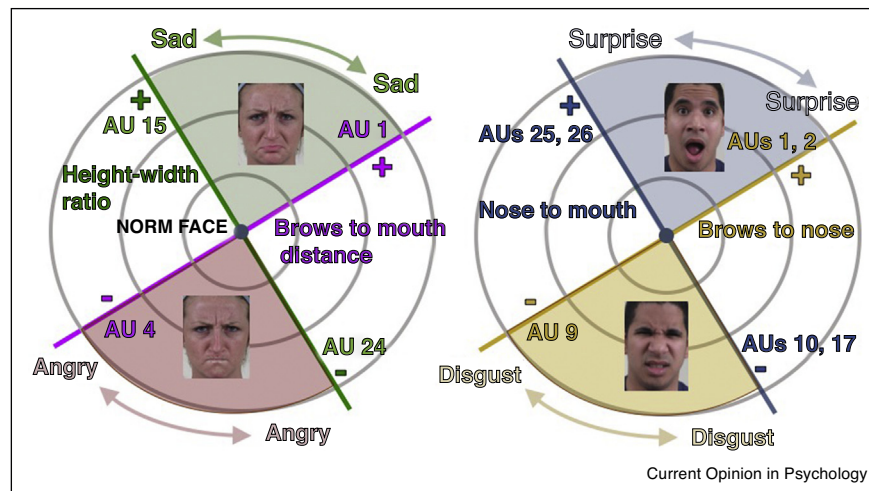 Sad
Sad
+
AU 15
AU 1
+
Height-width
ratio
NORM FACE
Brows to mouth
distance
-
AU 4
AU 24
-
Angry
Angry
Surprise
Surprise
+
AUs 25, 26
AUs 1, 2
+
Nose to mouth
Brows to nose
-
AU 9
AUs 10, 17
-
Disgust
Disgust
Current Opinion in Psychology